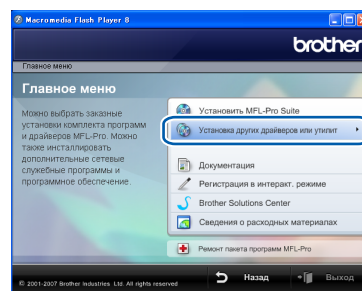 Macromedia Flash Player 8
brother
Главное меню
Главное меню
Можно выбрать заказные
установки комплекта программ
и драйверов MFL-Pro. Можно
также инсталлировать
дополнительные сетевые
служебные программы и
программное обеспечение.
Установить MFL-Pro Suite
Установка других драйверов или утилит
Документация
Регистрация в интеракт. режиме
Brother Solutions Center
Сведения о расходных материалах
Ремонт пакета программ MFL-Pro
© 2001-2007 Brother Industries Ltd. All rights reserved
Назад
Выход